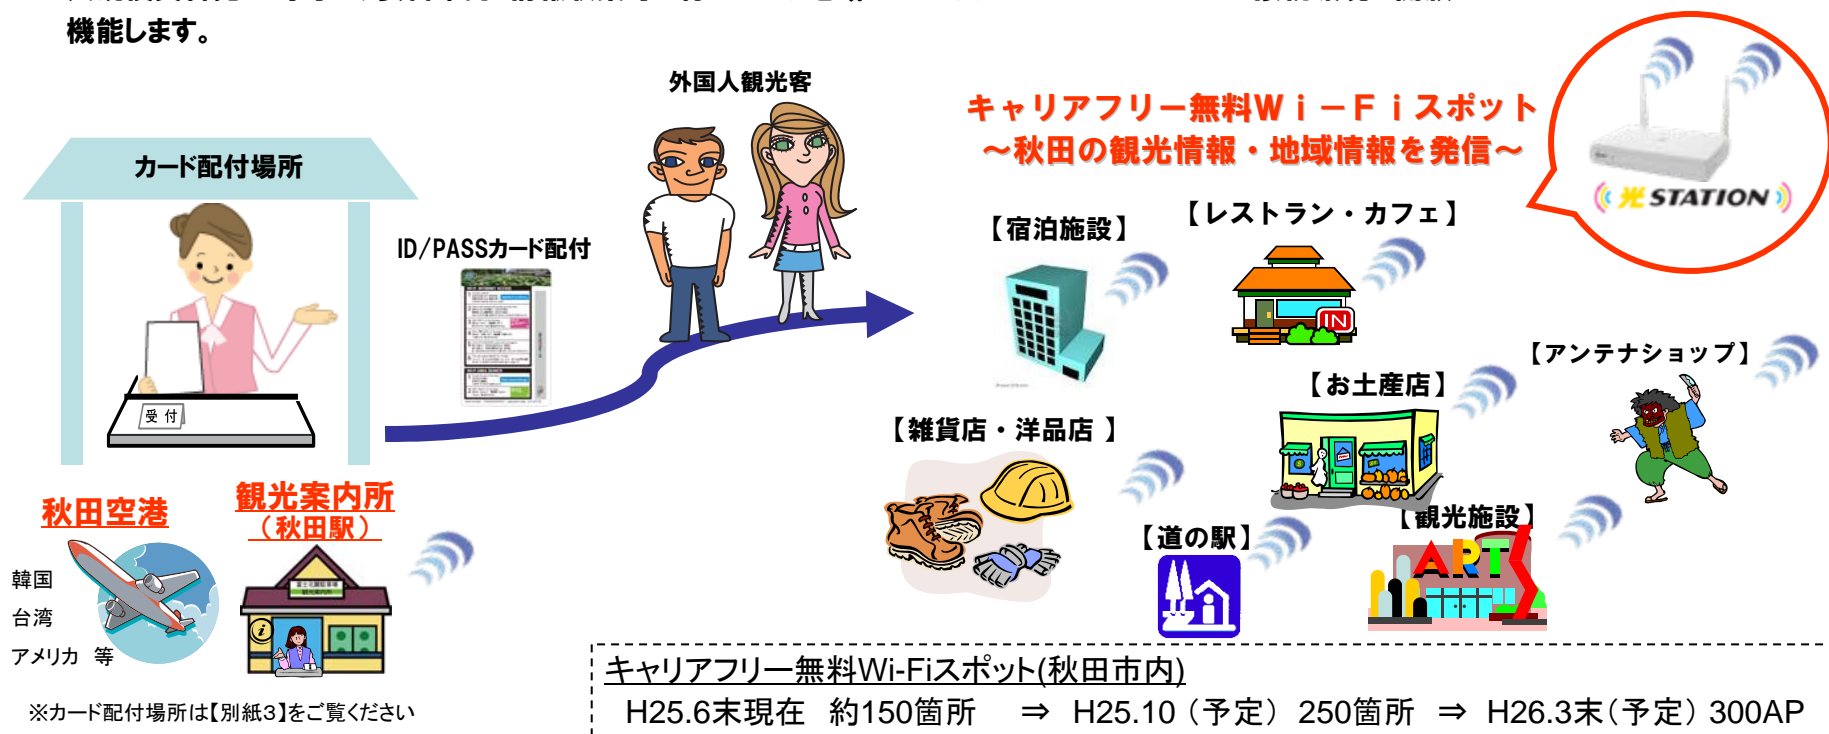 機能します。
外国人観光客
キャリアフリー無料Ｗｉ－Ｆｉスポット
～秋田の観光情報・地域情報を発信～
光 STATION
カード配付場所
ID/PASSカード配付
受 付
【宿泊施設】
【レストラン・カフェ】
IN
【アンテナショップ】
【お土産店】
【雑貨店・洋品店 】
【道の駅】
【観光施設】
ART
秋田空港
観光案内所
（秋田駅）
韓国
台湾
アメリカ 等
i
※カード配付場所は【別紙３】をご覧ください
キャリアフリー無料Wi-Fiスポット(秋田市内)
H25.6末現在 約150箇所 ⇒ H25.10（予定） 250箇所 ⇒ H26.3末（予定） 300AP